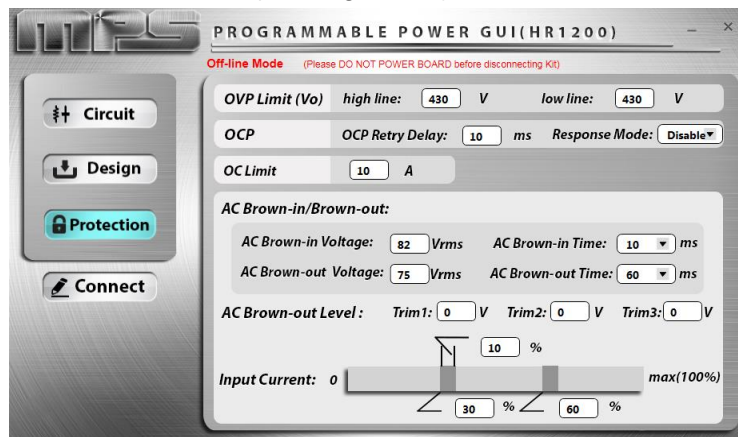 mps PROGRAMMABLE POWER GUI(HR1200)
Off-line Mode (Please DO NOT POWER BOARD before disconnecting Kit)
Circuit
Design
Protection
Connect
OVP Limit (Vo) high line: 430 V low line: 430 V
OCP OCP Retry Delay: 10 ms Response Mode: Disable
OC Limit 10 A
AC Brown-in/Brown-out:
AC Brown-in Voltage: 82 Vrms AC Brown-in Time: 10 ms
AC Brown-out Voltage: 75 Vrms AC Brown-out Time: 60 ms
AC Brown-out Level : Trim1: 0 V Trim2: 0 V Trim3: 0 V
10 %
Input Current: 0 max(100%)
30 % 60 %